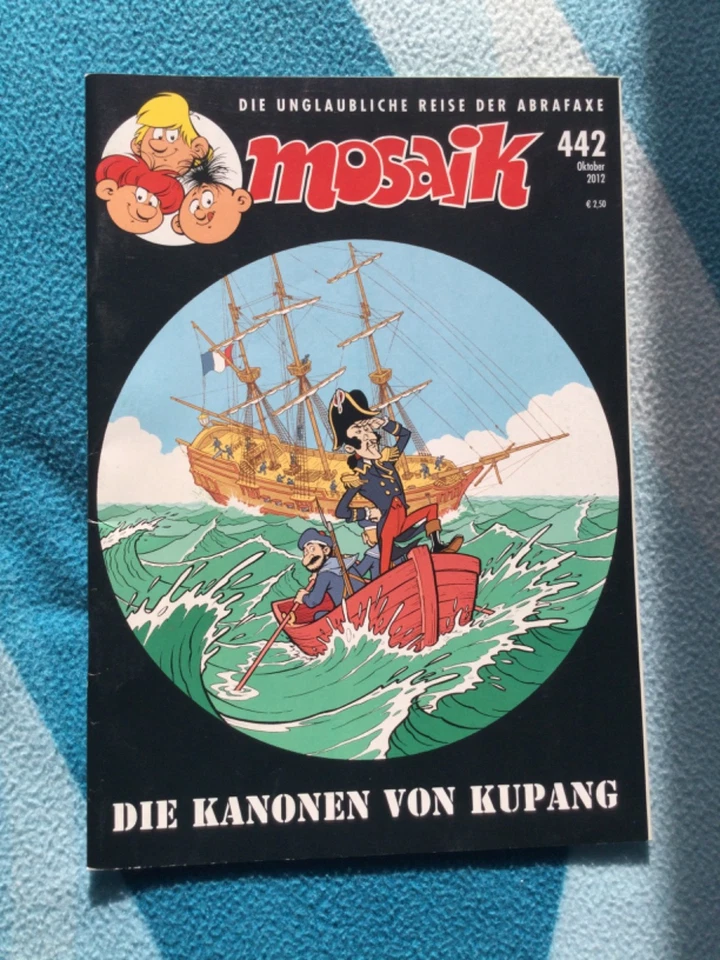 DIE UNGLAUBLICHE REISE DER ABRAFAXE
mosaik
442
Oktober
2012
€ 2,50
DIE KANONEN VON KUPANG